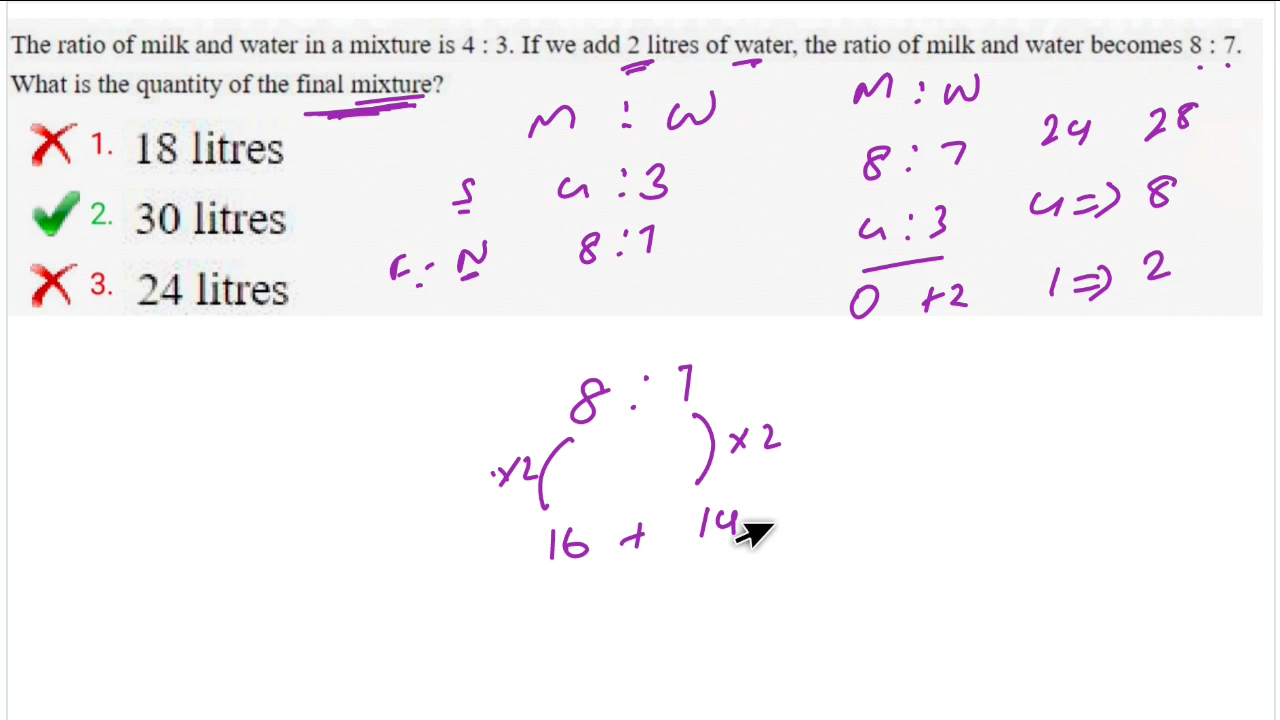 The ratio of milk and water in a mixture is 4 : 3. If we add 2 litres of water, the ratio of milk and water becomes 8 : 7.
What is the quantity of the final mixture?
1. 18 litres
2. 30 litres
3. 24 litres
M : W
S 4 : 3
F. N 8 : 7
M : W
8 : 7
4 : 3
0 +2
24 28
4 => 8
1 => 2
8 : 7
×2 ×2
16 + 14